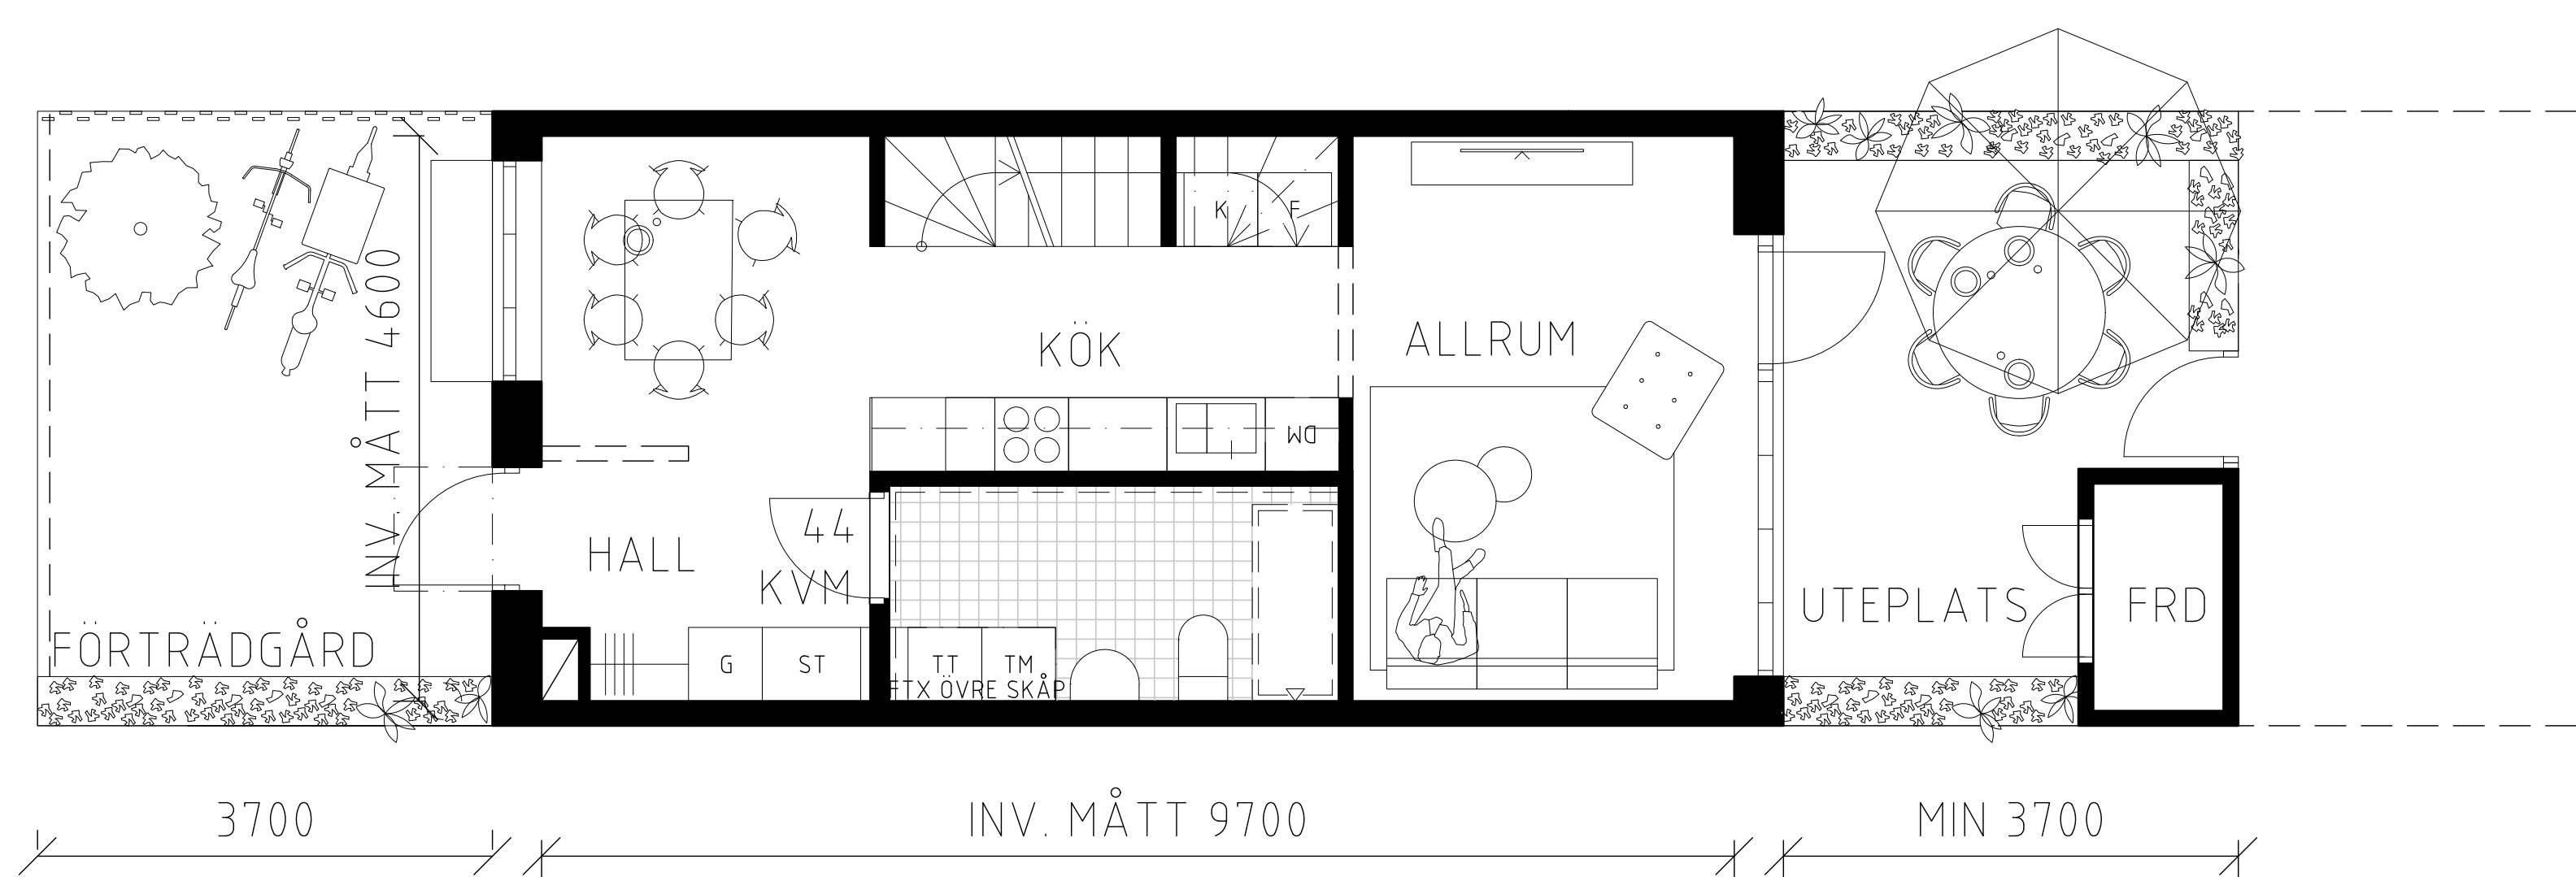 INV. MÅTT 4600
K
F
KÖK
ALLRUM
DM
HALL
44
KVM
UTEPLATS
FRD
FÖRTRÄDGÅRD
G
ST
TT
TM
FTX ÖVRE SKÅP
3700
INV. MÅTT 9700
MIN 3700